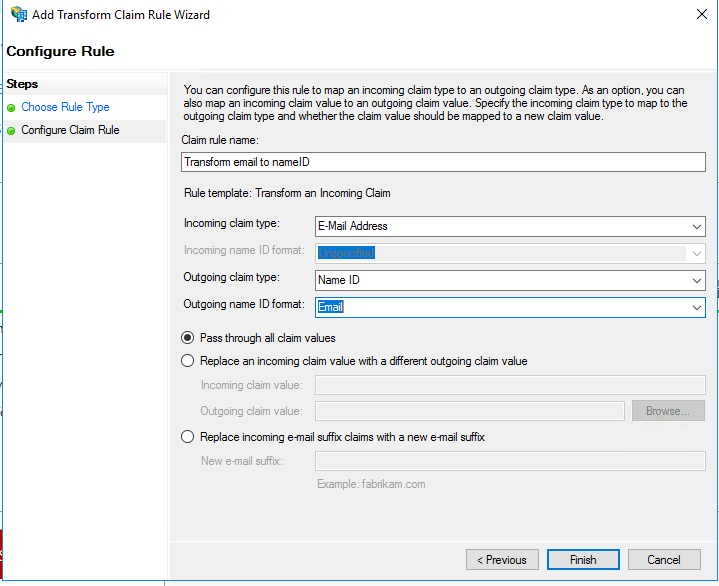 Add Transform Claim Rule Wizard
Configure Rule
Steps
Choose Rule Type
Configure Claim Rule
You can configure this rule to map an incoming claim type to an outgoing claim type. As an option, you can
also map an incoming claim value to an outgoing claim value. Specify the incoming claim type to map to the
outgoing claim type and whether the claim value should be mapped to a new claim value.
Claim rule name:
Transform email to nameID
Rule template: Transform an Incoming Claim
Incoming claim type:
E-Mail Address
Incoming name ID format:
Unspecified
Outgoing claim type:
Name ID
Outgoing name ID format:
Email
Pass through all claim values
Replace an incoming claim value with a different outgoing claim value
Incoming claim value:
Outgoing claim value:
Browse...
Replace incoming e-mail suffix claims with a new e-mail suffix
New e-mail suffix:
Example: fabrikam.com
< Previous
Finish
Cancel